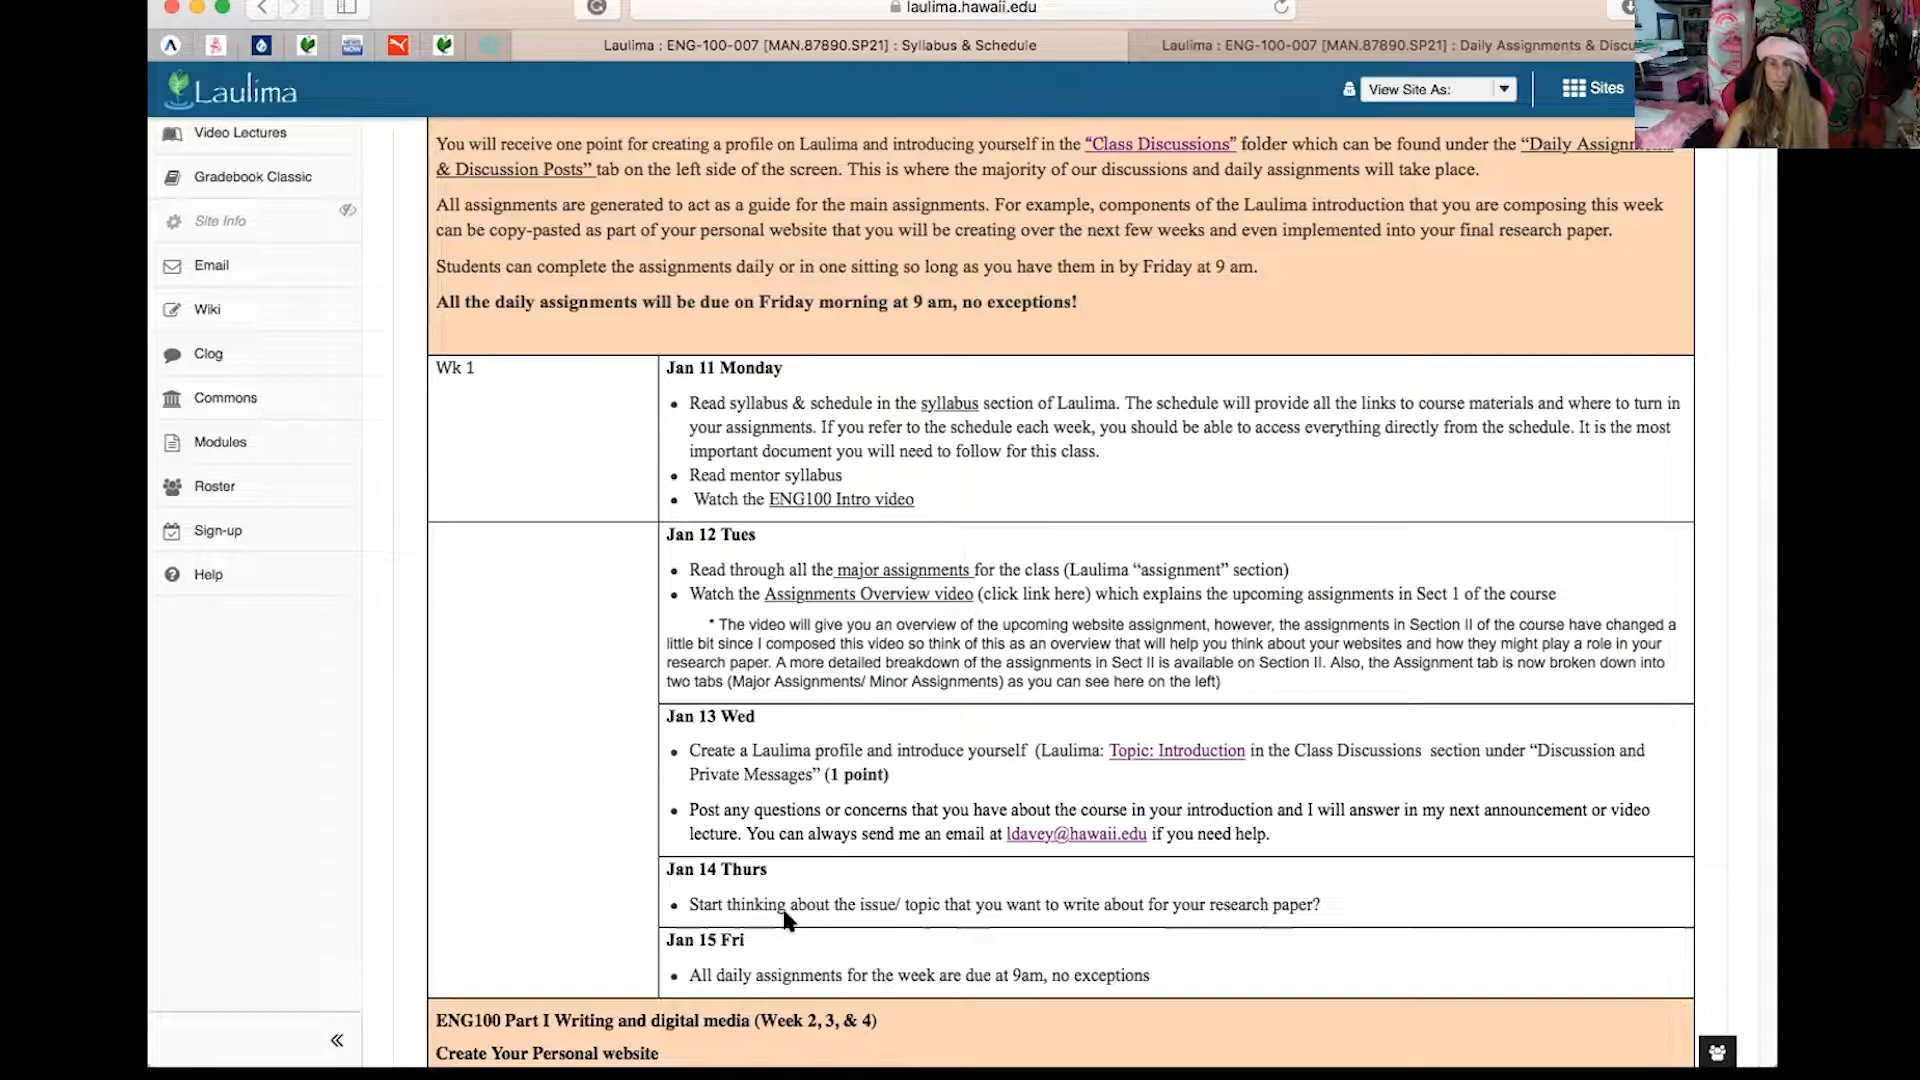 laulima.hawaii.edu
Laulima : ENG-100-007 [MAN.87890.SP21] : Syllabus & Schedule
Laulima : ENG-100-007 [MAN.87890.SP21] : Daily Assignments & Discu
Laulima
View Site As:
Sites
Video Lectures
Gradebook Classic
Site Info
Email
Wiki
Clog
Commons
Modules
Roster
Sign-up
Help
You will receive one point for creating a profile on Laulima and introducing yourself in the “Class Discussions” folder which can be found under the “Daily
& Discussion Posts” tab on the left side of the screen. This is where the majority of our discussions and daily assignments will take place.
All assignments are generated to act as a guide for the main assignments. For example, components of the Laulima introduction that you are composing this week
can be copy-pasted as part of your personal website that you will be creating over the next few weeks and even implemented into your final research paper.
Students can complete the assignments daily or in one sitting so long as you have them in by Friday at 9 am.
All the daily assignments will be due on Friday morning at 9 am, no exceptions!
Wk 1
Jan 11 Monday
• Read syllabus & schedule in the syllabus section of Laulima. The schedule will provide all the links to course materials and where to turn in
your assignments. If you refer to the schedule each week, you should be able to access everything directly from the schedule. It is the most
important document you will need to follow for this class.
• Read mentor syllabus
• Watch the ENG100 Intro video
Jan 12 Tues
• Read through all the major assignments for the class (Laulima “assignment” section)
• Watch the Assignments Overview video (click link here) which explains the upcoming assignments in Sect 1 of the course
* The video will give you an overview of the upcoming website assignment, however, the assignments in Section II of the course have changed a
little bit since I composed this video so think of this as an overview that will help you think about your websites and how they might play a role in your
research paper. A more detailed breakdown of the assignments in Sect II is available on Section II. Also, the Assignment tab is now broken down into
two tabs (Major Assignments/ Minor Assignments) as you can see here on the left)
Jan 13 Wed
• Create a Laulima profile and introduce yourself (Laulima: Topic: Introduction in the Class Discussions section under “Discussion and
Private Messages” (1 point)
• Post any questions or concerns that you have about the course in your introduction and I will answer in my next announcement or video
lecture. You can always send me an email at ldavey@hawaii.edu if you need help.
Jan 14 Thurs
• Start thinking about the issue/ topic that you want to write about for your research paper?
Jan 15 Fri
• All daily assignments for the week are due at 9am, no exceptions
ENG100 Part I Writing and digital media (Week 2, 3, & 4)
Create Your Personal website